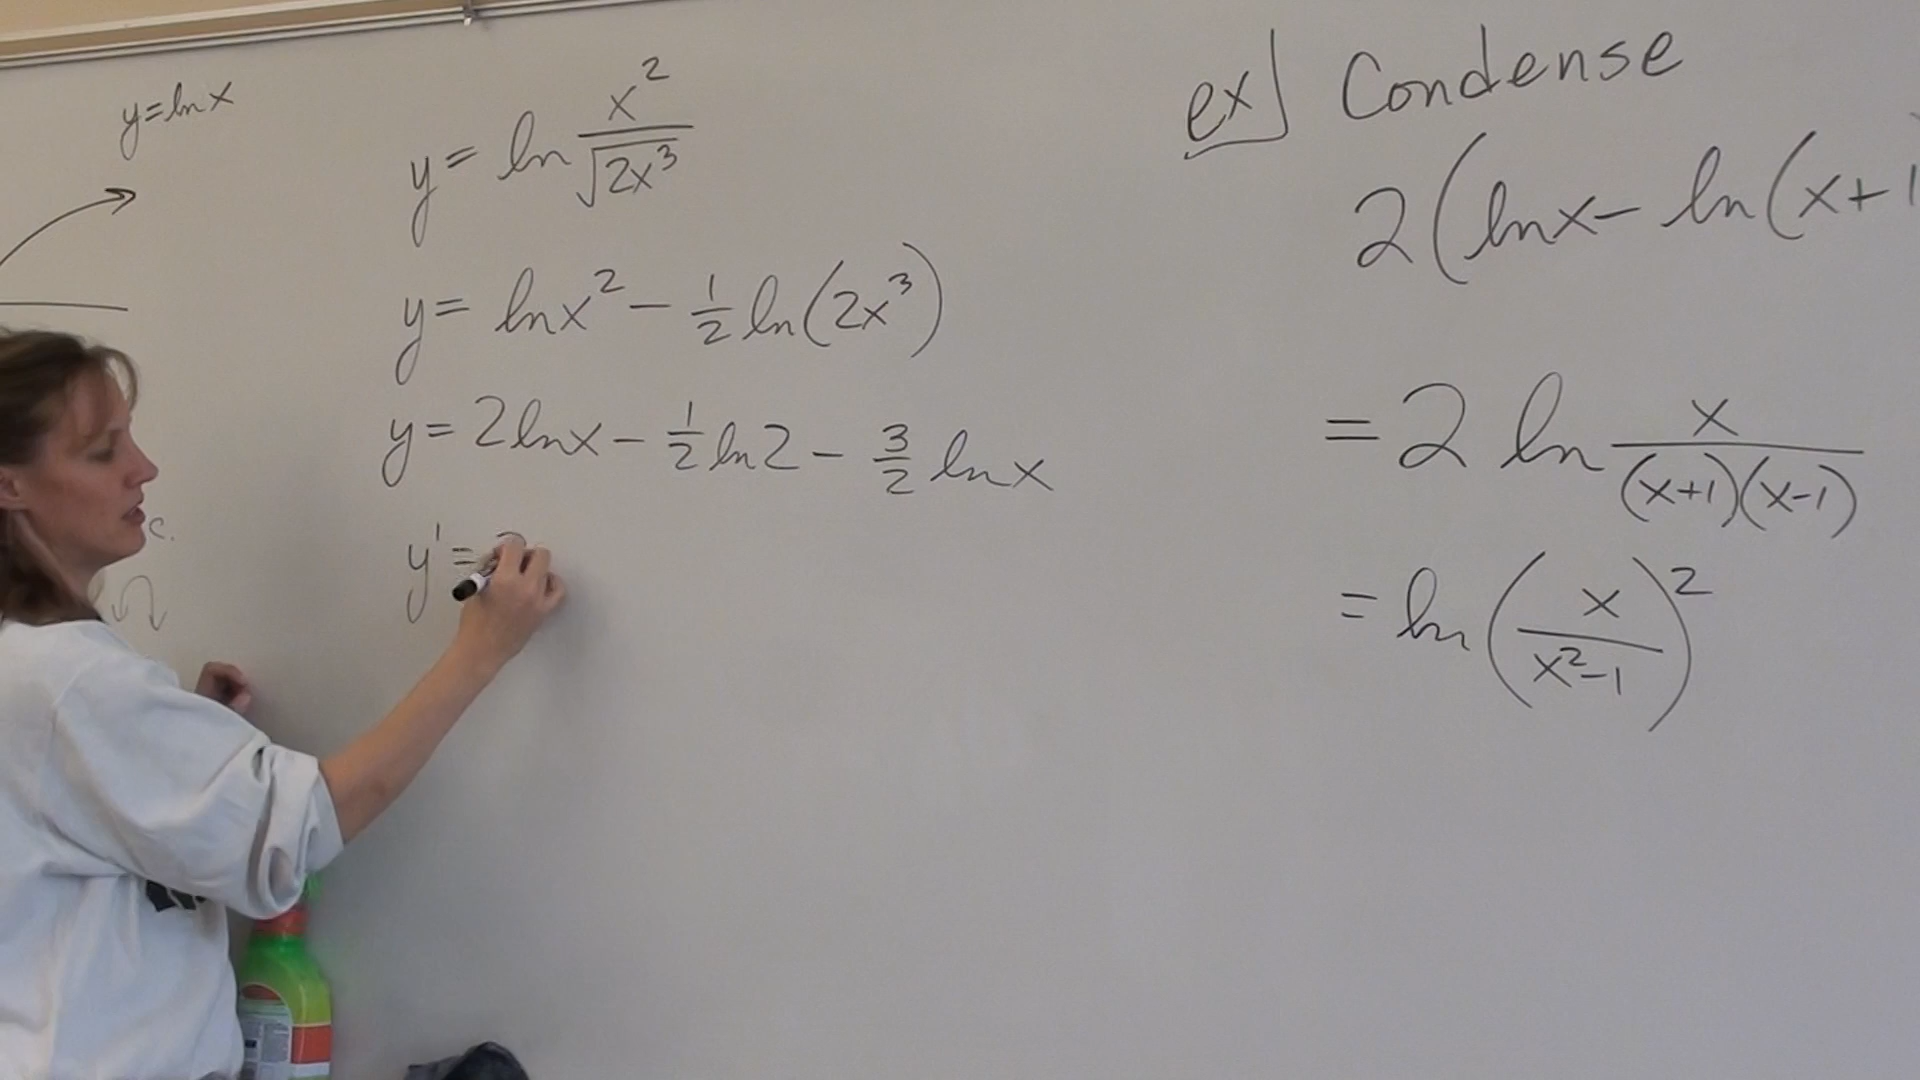 y = ln x
y = ln x² / √(2x³)
y = ln x² − 1/2 ln(2x³)
y = 2 ln x − 1/2 ln 2 − 3/2 ln x
y' =
ex] Condense
2(ln x − ln(x+1
= 2 ln x / (x+1)(x-1)
= ln (x / x²-1)²